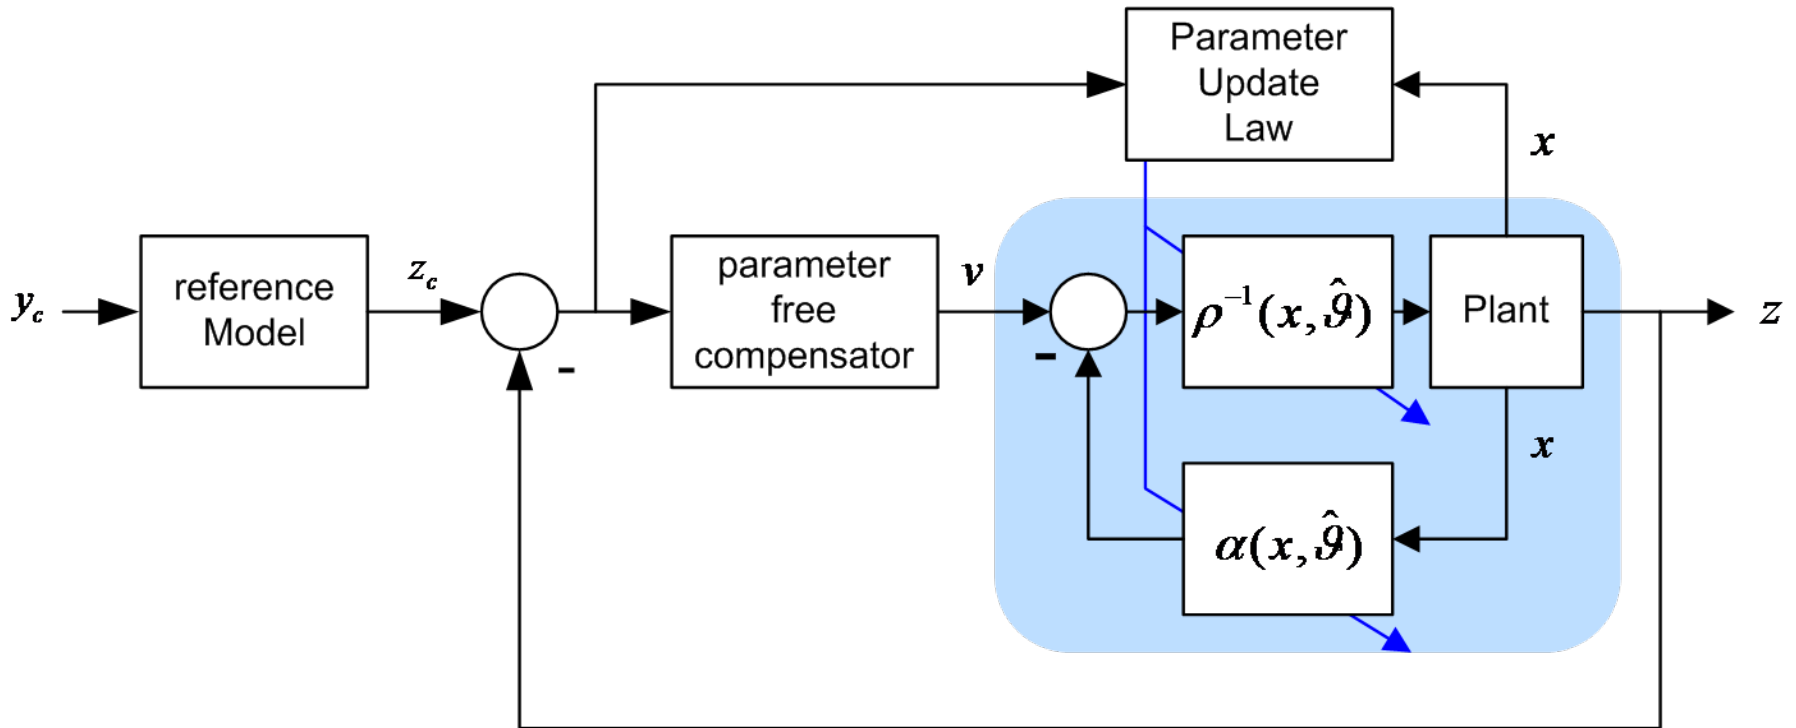 Parameter
Update
Law
x
y_c
reference
Model
z_c
-
parameter
free
compensator
v
-
ρ⁻¹(x, ϑ̂)
Plant
z
x
α(x, ϑ̂)